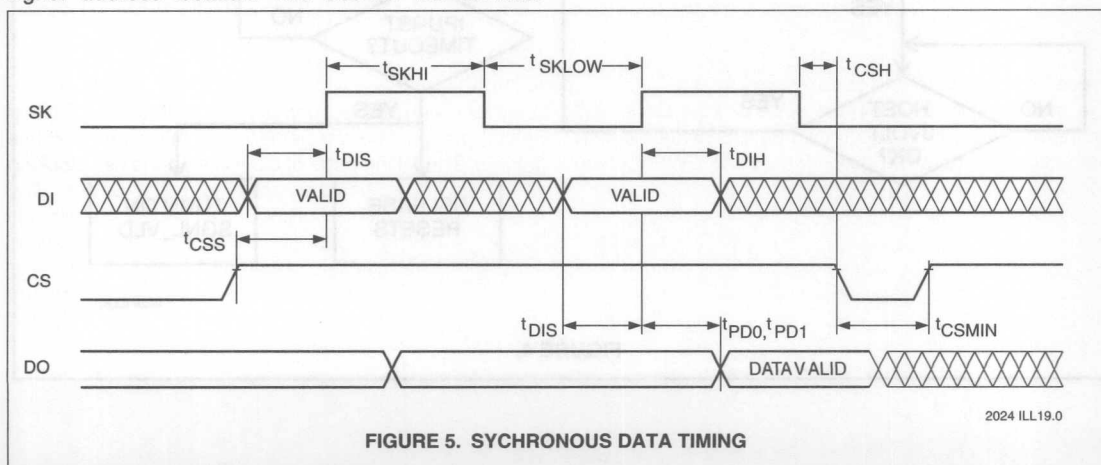 tSKHI
tSKLOW
tCSH
SK
tDIS
tDIH
DI
VALID
VALID
tCSS
CS
tDIS
tPD0, tPD1
tCSMIN
DO
DATA VALID
2024 ILL19.0
FIGURE 5. SYCHRONOUS DATA TIMING